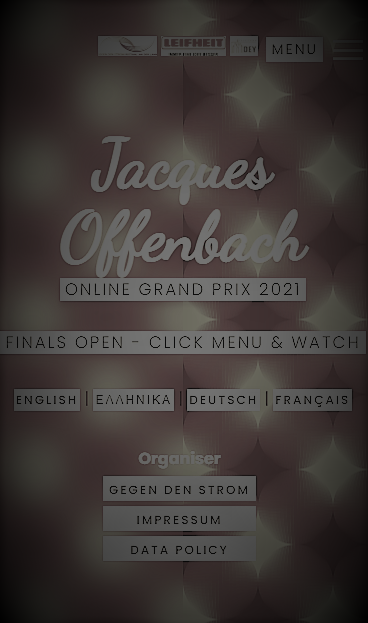 LEIFHEIT
DIY
MENU
Jacques
Offenbach
ONLINE GRAND PRIX 2021
FINALS OPEN - CLICK MENU & WATCH
ENGLISH | ΕΛΛΗΝΙΚΑ | DEUTSCH | FRANÇAIS
Organiser
GEGEN DEN STROM
IMPRESSUM
DATA POLICY